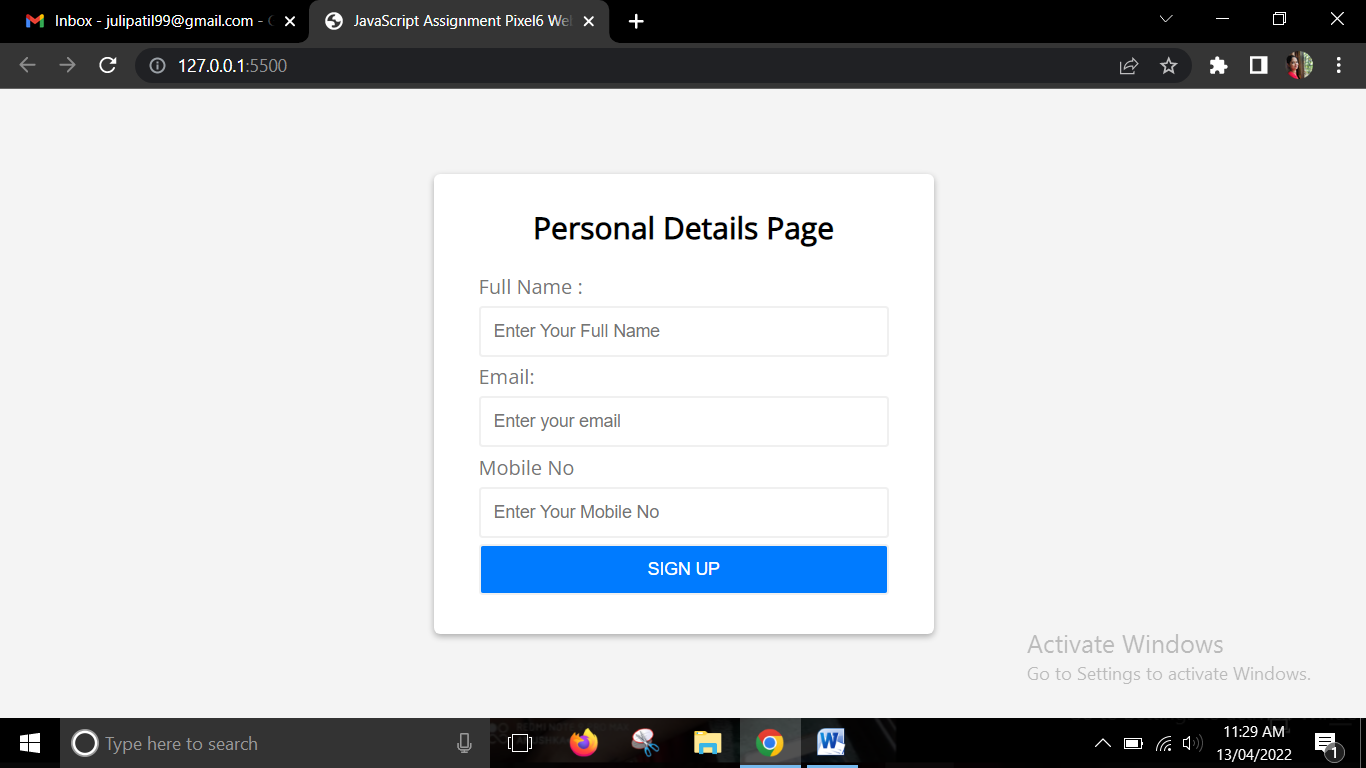 Inbox - julipatil99@gmail.com -
JavaScript Assignment Pixel6 We
127.0.0.1:5500
Personal Details Page
Full Name :
Enter Your Full Name
Email:
Enter your email
Mobile No
Enter Your Mobile No
SIGN UP
Activate Windows
Go to Settings to activate Windows.
Type here to search
11:29 AM
13/04/2022
1